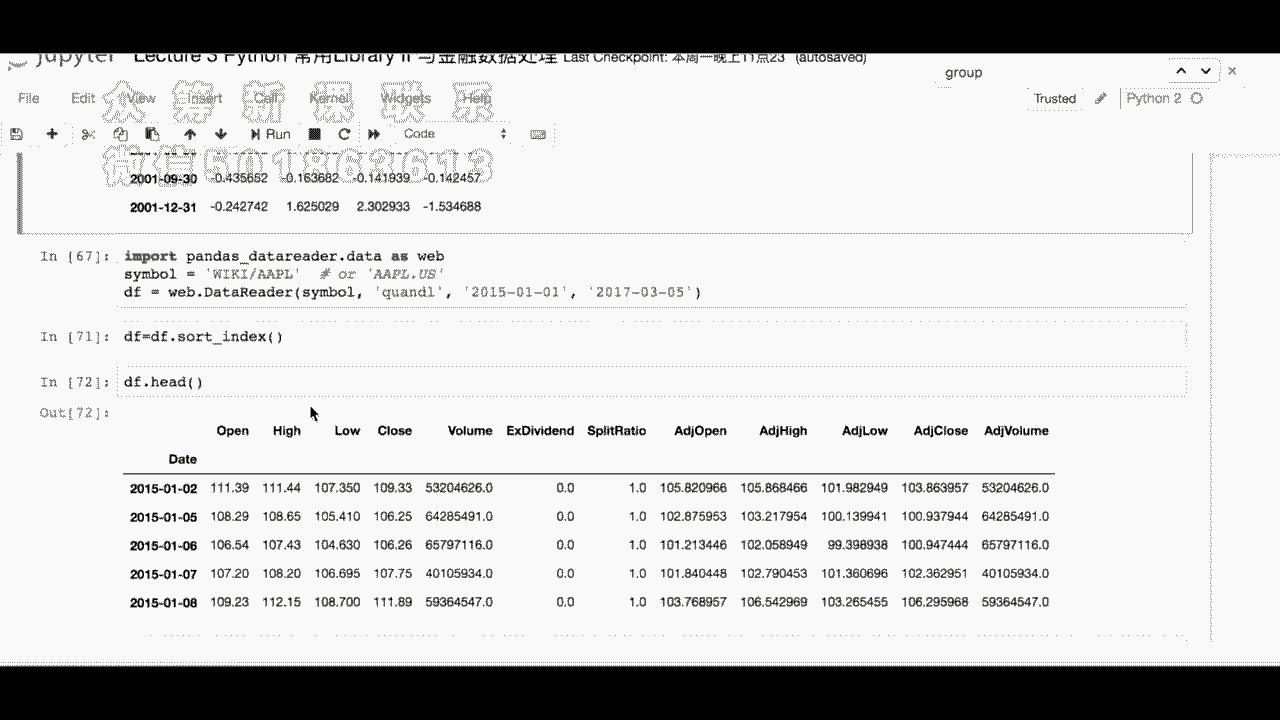 jupyter Lecture 3 Python 常用Library II 与金融数据处理 Last Checkpoint: 本周一晚上11点23 (autosaved)
group
File Edit View Insert Cell Kernel Widgets Help
Trusted Python 2
Run Code
微信501863613
2001-09-30 -0.435652 -0.163682 -0.141939 -0.142457
2001-12-31 -0.242742 1.625029 2.302933 -1.534688
In [67]: import pandas_datareader.data as web
symbol = 'WIKI/AAPL' # or 'AAPL.US'
df = web.DataReader(symbol, 'quandl', '2015-01-01', '2017-03-05')
In [71]: df=df.sort_index()
In [72]: df.head()
Out[72]:
Open High Low Close Volume ExDividend SplitRatio AdjOpen AdjHigh AdjLow AdjClose AdjVolume
Date
2015-01-02 111.39 111.44 107.350 109.33 53204626.0 0.0 1.0 105.820966 105.868466 101.982949 103.863957 53204626.0
2015-01-05 108.29 108.65 105.410 106.25 64285491.0 0.0 1.0 102.875953 103.217954 100.139941 100.937944 64285491.0
2015-01-06 106.54 107.43 104.630 106.26 65797116.0 0.0 1.0 101.213446 102.058949 99.398938 100.947444 65797116.0
2015-01-07 107.20 108.20 106.695 107.75 40105934.0 0.0 1.0 101.840448 102.790453 101.360696 102.362951 40105934.0
2015-01-08 109.23 112.15 108.700 111.89 59364547.0 0.0 1.0 103.768957 106.542969 103.265455 106.295968 59364547.0